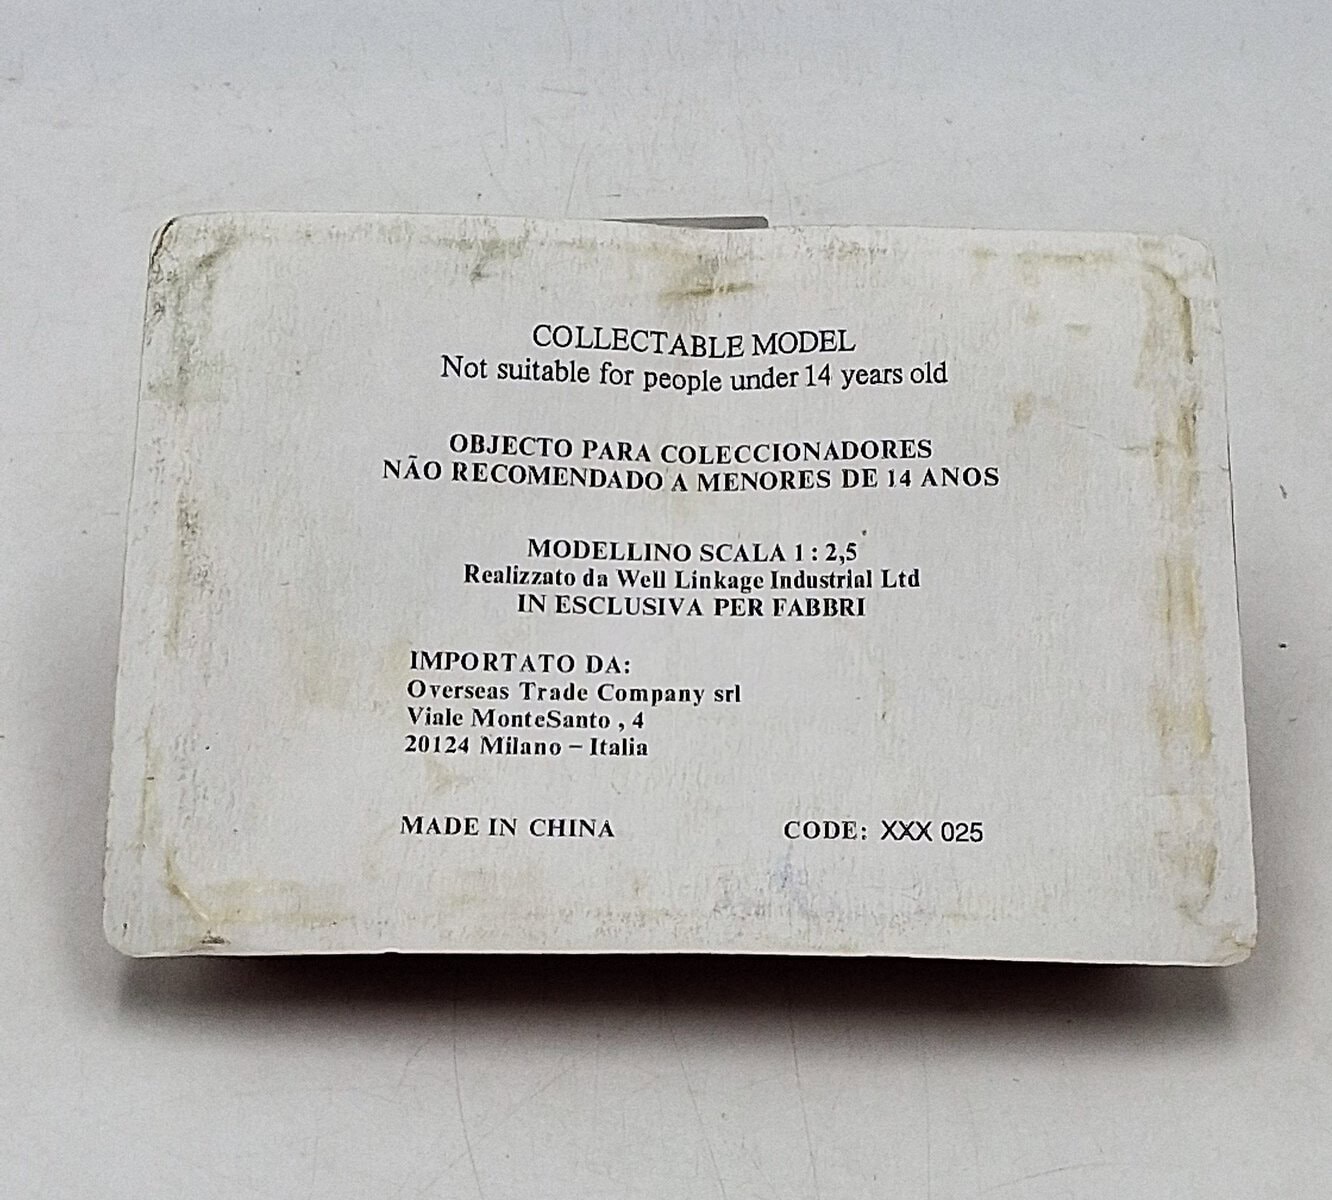 COLLECTABLE MODEL
Not suitable for people under 14 years old
OBJECTO PARA COLECCIONADORES
NÃO RECOMENDADO A MENORES DE 14 ANOS
MODELLINO SCALA 1 : 2,5
Realizzato da Well Linkage Industrial Ltd
IN ESCLUSIVA PER FABBRI
IMPORTATO DA:
Overseas Trade Company srl
Viale MonteSanto , 4
20124 Milano – Italia
MADE IN CHINA
CODE: XXX 025